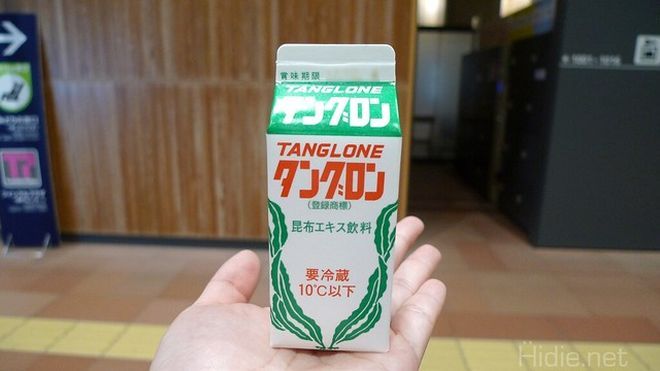 賞味期限
TANGLONE
タングロン
TANGLONE
タングロン
(登録商標)
昆布エキス飲料
要冷蔵
10℃以下
Hidie.net